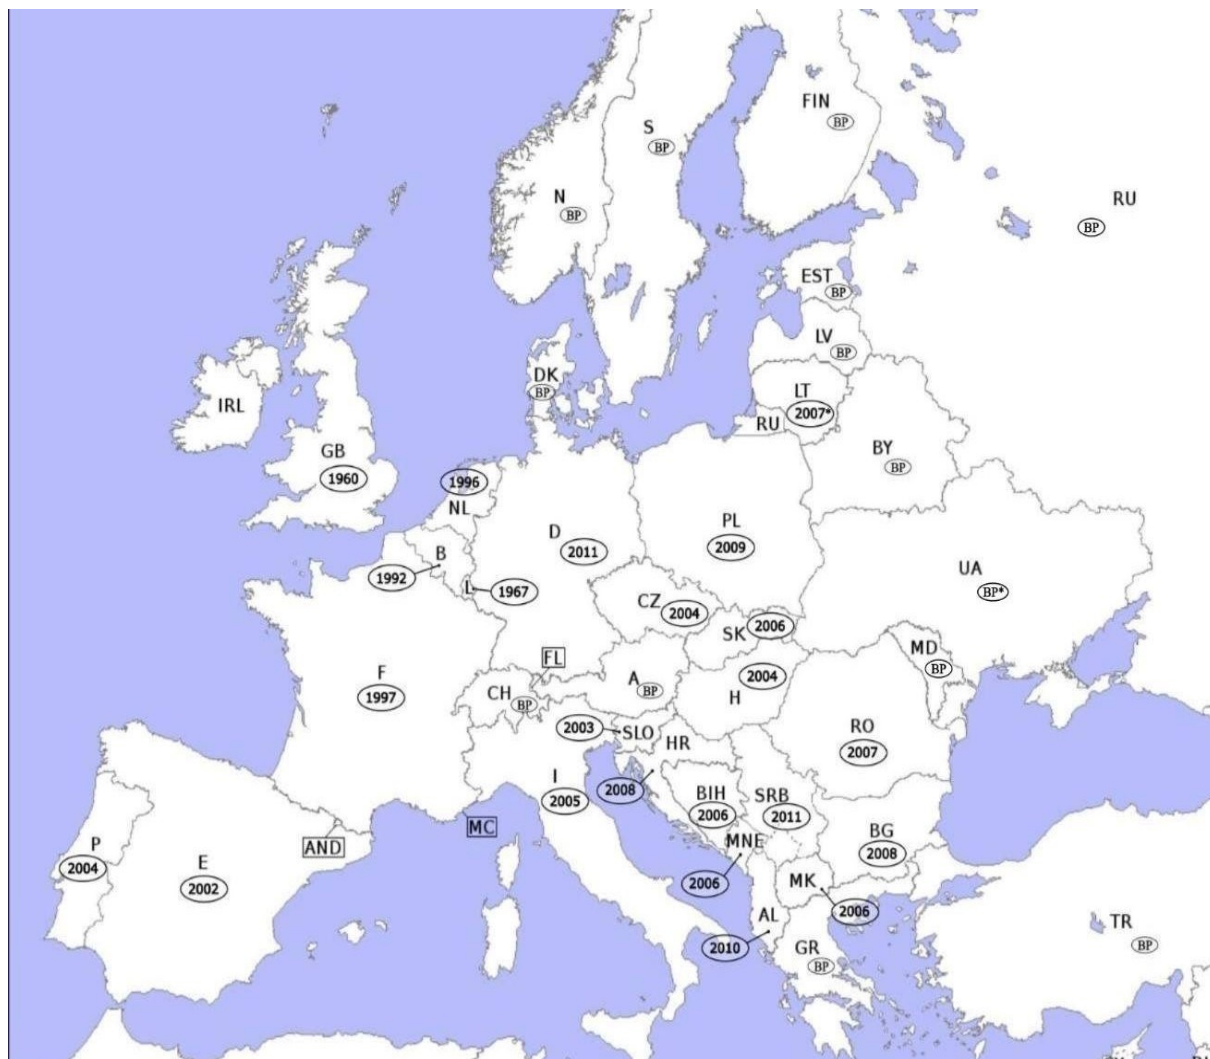 FIN
BP
S
BP
N
BP
RU
BP
EST
BP
LV
BP
DK
BP
LT
2007*
RU
IRL
GB
1960
BY
BP
1996
NL
PL
2009
D
2011
B
1992
L
1967
UA
BP*
CZ
2004
SK
2006
MD
BP
FL
F
1997
CH
BP
A
BP
2004
H
RO
2007
2003
SLO
HR
I
2005
2008
BIH
2006
SRB
2011
MC
AND
P
2004
E
2002
MNE
2006
BG
2008
MK
2006
AL
2010
GR
BP
TR
BP